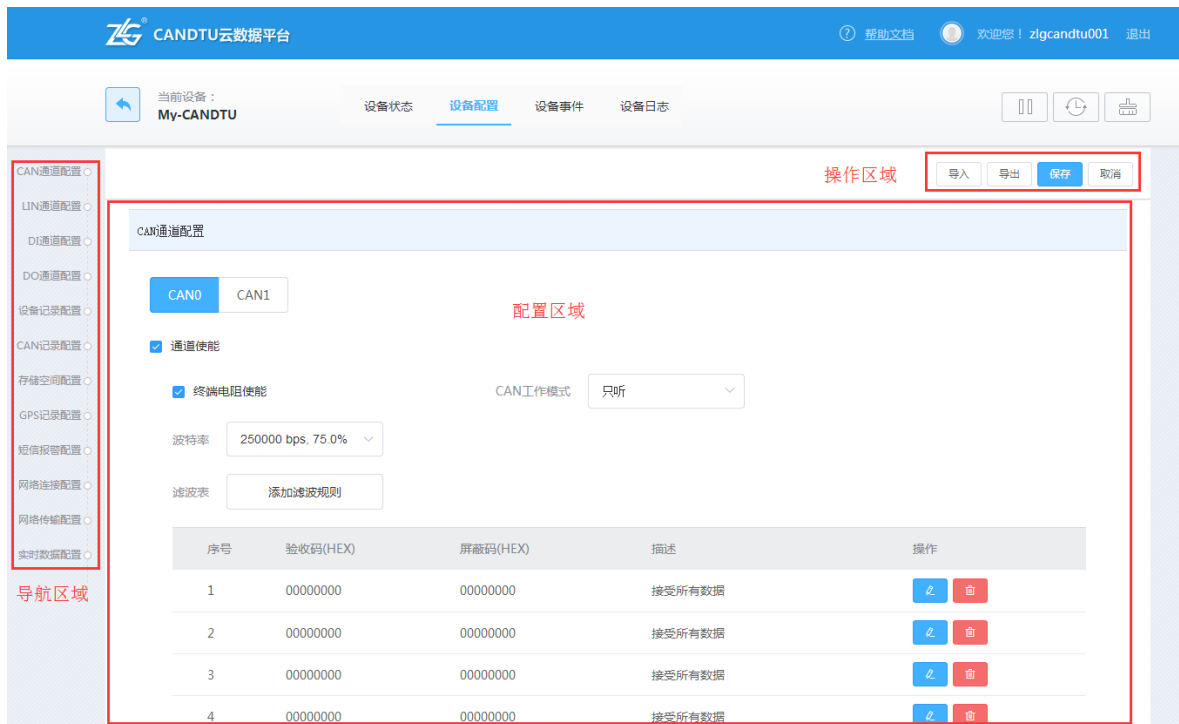 ZLG® CANDTU云数据平台
? 帮助文档 欢迎您！ zlgcandtu001 退出
当前设备：
My-CANDTU
设备状态 设备配置 设备事件 设备日志
操作区域
导入 导出 保存 取消
CAN通道配置
LIN通道配置
DI通道配置
DO通道配置
设备记录配置
CAN记录配置
存储空间配置
GPS记录配置
短信报警配置
网络连接配置
网络传输配置
实时数据配置
导航区域
CAN通道配置
CAN0 CAN1
配置区域
通道使能
终端电阻使能 CAN工作模式 只听
波特率 250000 bps, 75.0%
滤波表 添加滤波规则
序号 验收码(HEX) 屏蔽码(HEX) 描述 操作
1 00000000 00000000 接受所有数据
2 00000000 00000000 接受所有数据
3 00000000 00000000 接受所有数据
4 00000000 00000000 接受所有数据